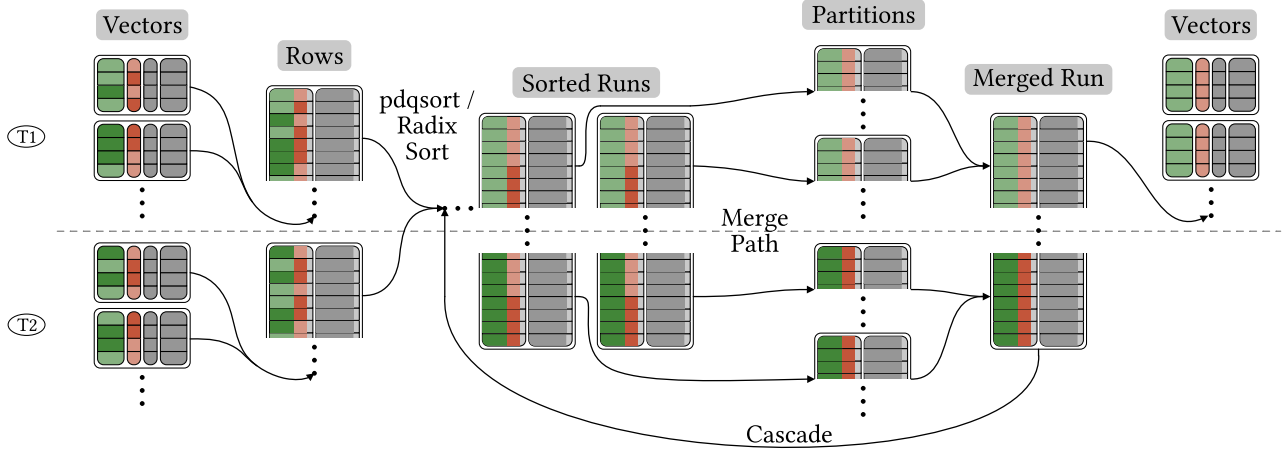 Vectors
Rows
pdqsort /
Radix
Sort
Sorted Runs
Partitions
Merged Run
Vectors
T1
Merge
Path
T2
Cascade